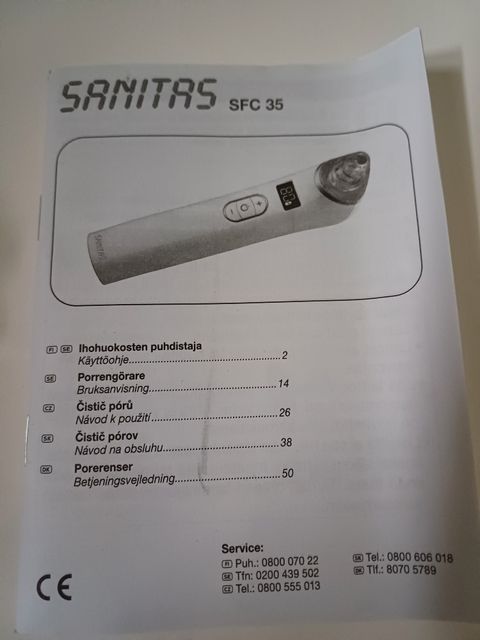 SANITAS SFC 35
FI SE Ihohuokosten puhdistaja
Käyttöohje 2
SE Porrengörare
Bruksanvisning 14
CZ Čistič pórů
Návod k použití 26
SK Čistič pórov
Návod na obsluhu 38
DK Porerenser
Betjeningsvejledning 50
Service:
FI Puh.: 0800 070 22
SE Tfn: 0200 439 502
CZ Tel.: 0800 555 013
SK Tel.: 0800 606 018
DK Tlf.: 8070 5789
CE